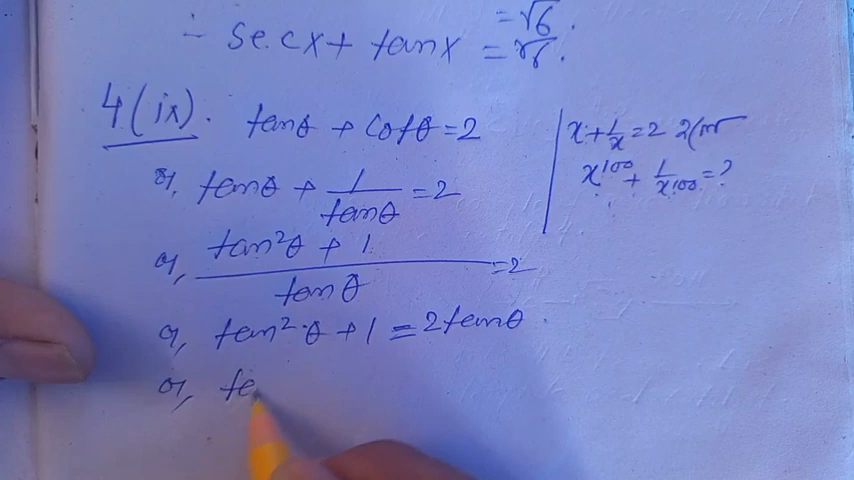 = √6.
∴ secx + tanx = √6.
4(ix). tanθ + cotθ = 2
or, tanθ + 1/tanθ = 2
or, (tan²θ + 1)/tanθ = 2
or, tan²θ + 1 = 2tanθ.
or, ta
x + 1/x = 2
x¹⁰⁰ + 1/x¹⁰⁰ = ?